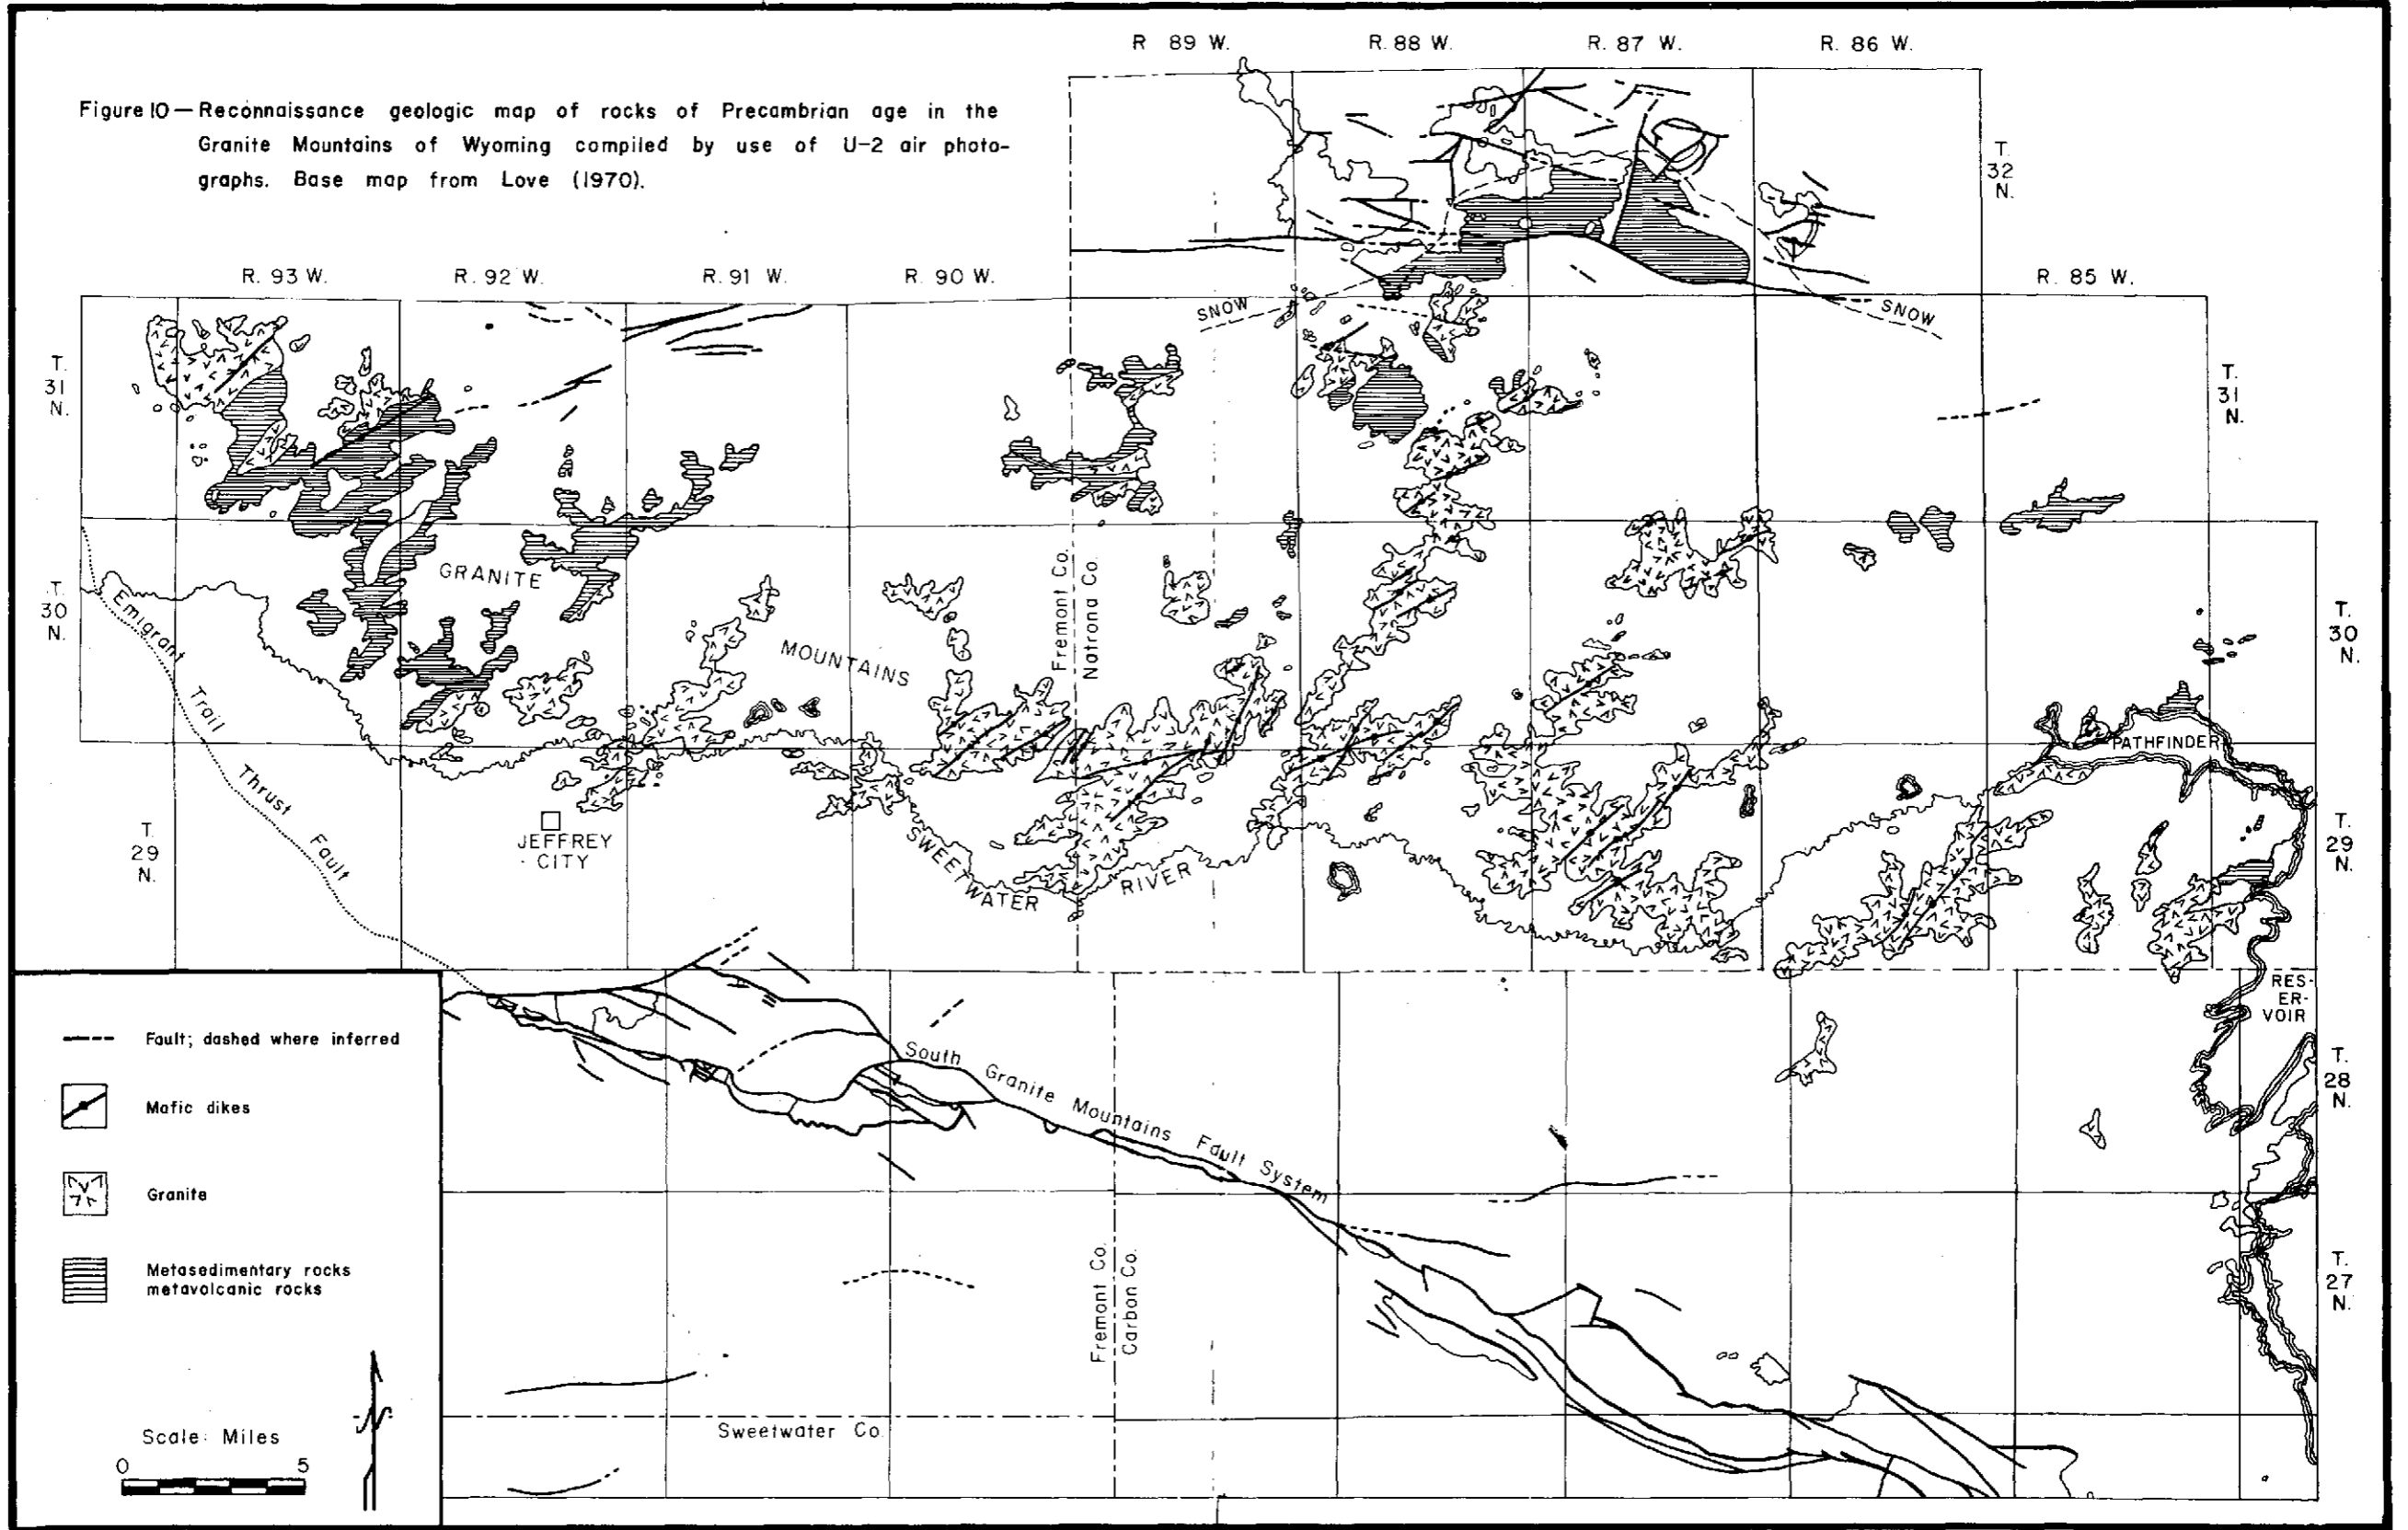 R 89 W.
R. 88 W.
R. 87 W.
R. 86 W.
Figure 10—Reconnaissance geologic map of rocks of Precambrian age in the
Granite Mountains of Wyoming compiled by use of U-2 air photo-
graphs. Base map from Love (1970).
T.
32
N.
R. 93 W.
R. 92 W.
R. 91 W.
R. 90 W.
R. 85 W.
SNOW
SNOW
T.
31
N.
T.
31
N.
GRANITE
MOUNTAINS
Fremont Co.
Natrona Co.
T.
30
N.
T.
30
N.
Emigrant Trail Thrust Fault
PATHFINDER
JEFFREY
CITY
SWEETWATER RIVER
T.
29
N.
T.
29
N.
RES-
ER-
VOIR
South Granite Mountains Fault System
T.
28
N.
Fremont Co.
Carbon Co.
T.
27
N.
Sweetwater Co.
Fault; dashed where inferred
Mafic dikes
Granite
Metasedimentary rocks
metavolcanic rocks
Scale: Miles
0 5